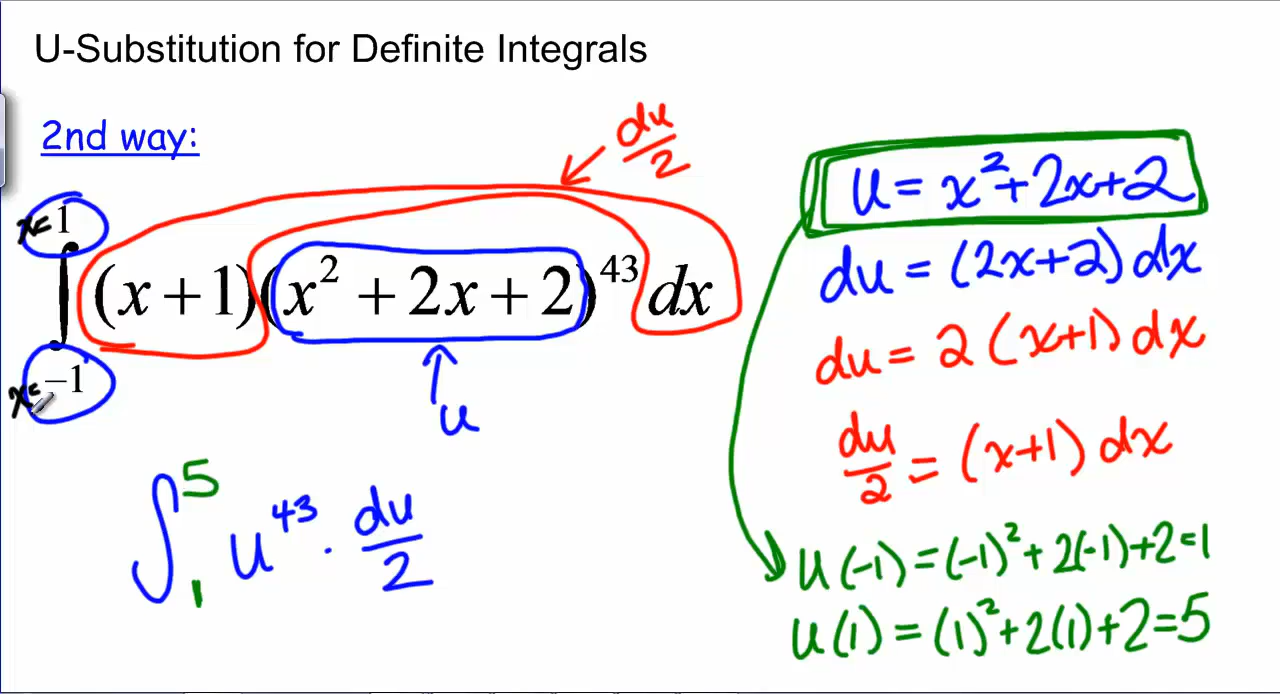 U-Substitution for Definite Integrals
2nd way:
du/2
x=1
∫ (x+1)(x²+2x+2)⁴³ dx
x=-1
u
∫₁⁵ u⁴³ · du/2
u = x²+2x+2
du = (2x+2) dx
du = 2 (x+1) dx
du/2 = (x+1) dx
u(-1) = (-1)²+2(-1)+2=1
u(1) = (1)²+2(1)+2=5